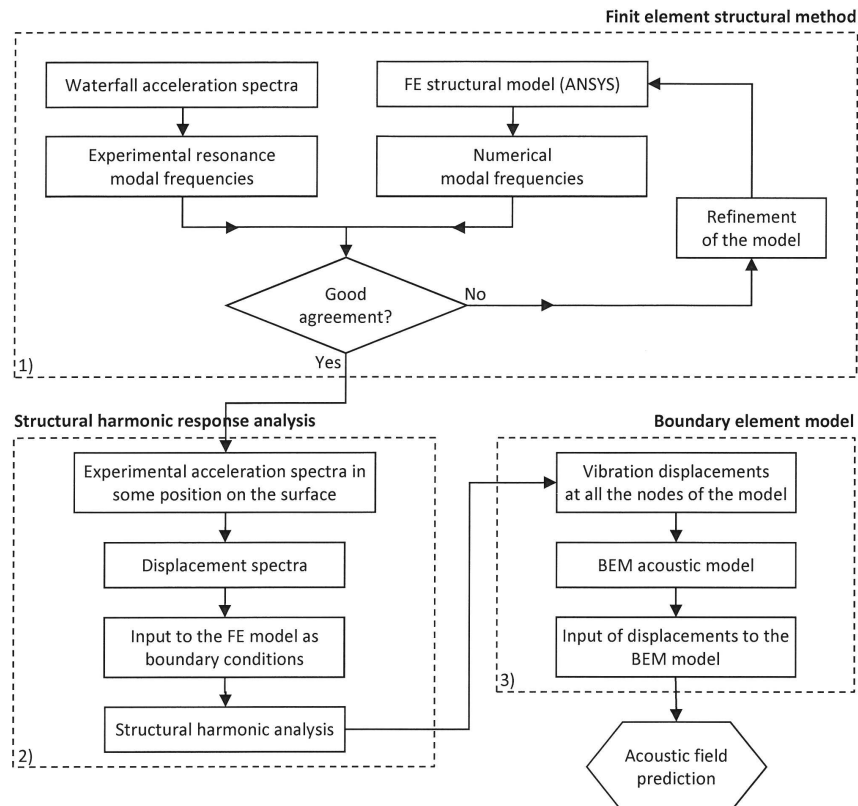 Finit element structural method
Waterfall acceleration spectra
FE structural model (ANSYS)
Experimental resonance
modal frequencies
Numerical
modal frequencies
Refinement
of the model
Good
agreement?
No
Yes
1)
Structural harmonic response analysis
Experimental acceleration spectra in
some position on the surface
Displacement spectra
Input to the FE model as
boundary conditions
Structural harmonic analysis
2)
Boundary element model
Vibration displacements
at all the nodes of the model
BEM acoustic model
Input of displacements to the
BEM model
3)
Acoustic field
prediction